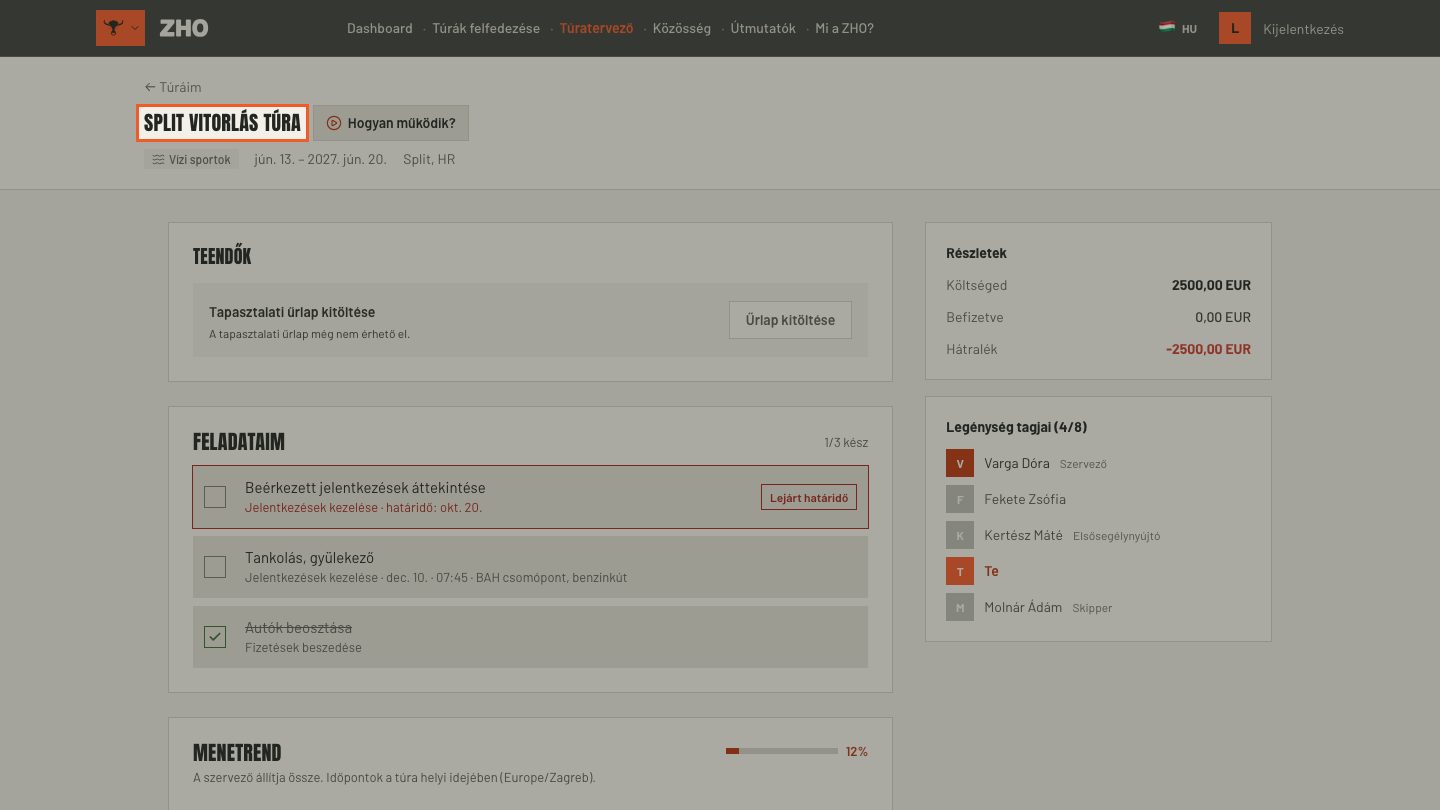 ZHO
Dashboard · Túrák felfedezése · Túratervező · Közösség · Útmutatók · Mi a ZHO?
HU
L
Kijelentkezés
← Túráim
SPLIT VITORLÁS TÚRA
Hogyan működik?
Vízi sportok
jún. 13. – 2027. jún. 20.
Split, HR
TEENDŐK
Tapasztalati űrlap kitöltése
A tapasztalati űrlap még nem érhető el.
Űrlap kitöltése
FELADATAIM
1/3 kész
Beérkezett jelentkezések áttekintése
Jelentkezések kezelése · határidő: okt. 20.
Lejárt határidő
Tankolás, gyülekező
Jelentkezések kezelése · dec. 10. · 07:45 · BAH csomópont, benzinkút
Autók beosztása
Fizetések beszedése
MENETREND
12%
A szervező állítja össze. Időpontok a túra helyi idejében (Europe/Zagreb).
Részletek
Költséged 2500,00 EUR
Befizetve 0,00 EUR
Hátralék -2500,00 EUR
Legénység tagjai (4/8)
V Varga Dóra Szervező
F Fekete Zsófia
K Kertész Máté Elsősegélynyújtó
T Te
M Molnár Ádám Skipper